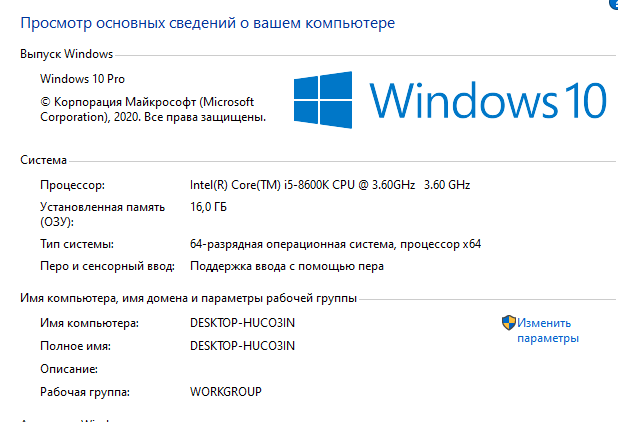 Просмотр основных сведений о вашем компьютере
Выпуск Windows
Windows 10 Pro
© Корпорация Майкрософт (Microsoft
Corporation), 2020. Все права защищены.
Windows 10
Система
Процессор: Intel(R) Core(TM) i5-8600K CPU @ 3.60GHz 3.60 GHz
Установленная память 16,0 ГБ
(ОЗУ):
Тип системы: 64-разрядная операционная система, процессор x64
Перо и сенсорный ввод: Поддержка ввода с помощью пера
Имя компьютера, имя домена и параметры рабочей группы
Имя компьютера: DESKTOP-HUCO3IN Изменить
параметры
Полное имя: DESKTOP-HUCO3IN
Описание:
Рабочая группа: WORKGROUP